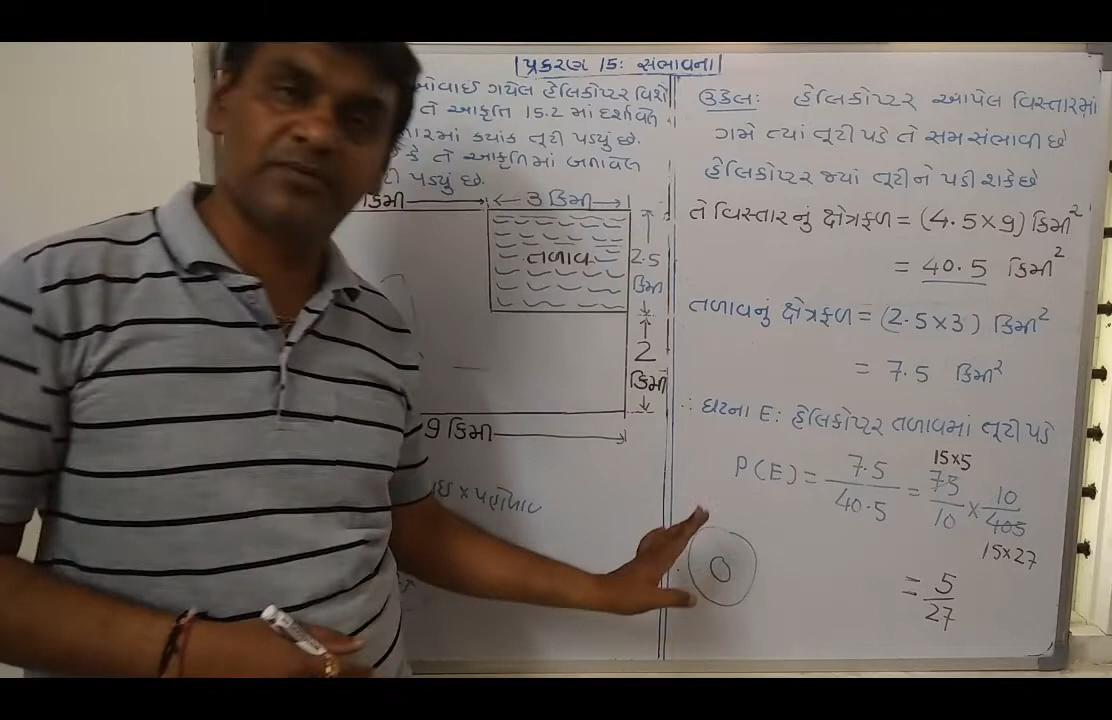 પ્રકરણ 15: સંભાવના
ખોવાઈ ગયેલ હેલિકોપ્ટર વિશે
તે આકૃતિ 15.2 માં દર્શાવેલ
ક્યાંક તૂટી પડ્યું છે.
કે તે આકૃતિમાં બતાવેલ
પડ્યું છે.
કિમી
3 કિમી
તળાવ
2.5
કિમી
2
કિમી
9 કિમી
ઉકેલ: હેલિકોપ્ટર આપેલ વિસ્તારમાં
ગમે ત્યાં તૂટી પડે તે સમસંભાવી છે
હેલિકોપ્ટર જ્યાં તૂટીને પડી શકે છે
તે વિસ્તારનું ક્ષેત્રફળ = (4.5×9) કિમી²
= 40.5 કિમી²
તળાવનું ક્ષેત્રફળ = (2.5×3) કિમી²
= 7.5 કિમી²
∴ ઘટના E: હેલિકોપ્ટર તળાવમાં તૂટી પડે
P(E) = 7.5/40.5 = 75/10 × 10/405
15×5
15×27
= 5/27